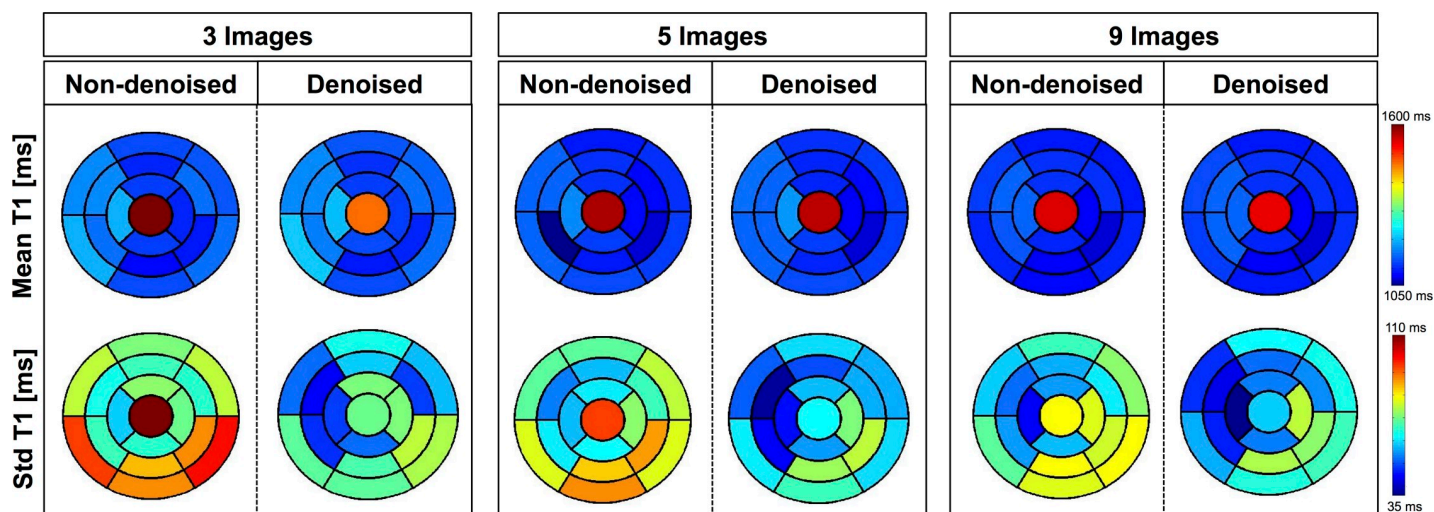 3 Images
5 Images
9 Images
Non-denoised
Denoised
Non-denoised
Denoised
Non-denoised
Denoised
Mean T1 [ms]
1600 ms
1050 ms
Std T1 [ms]
110 ms
35 ms